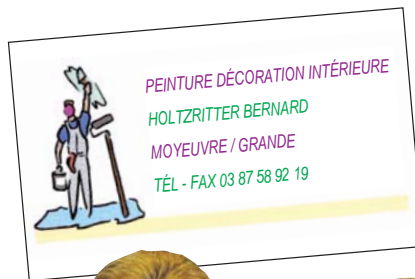 PEINTURE DÉCORATION INTÉRIEURE
HOLTZRITTER BERNARD
MOYEUVRE / GRANDE
TÉL - FAX 03 87 58 92 19